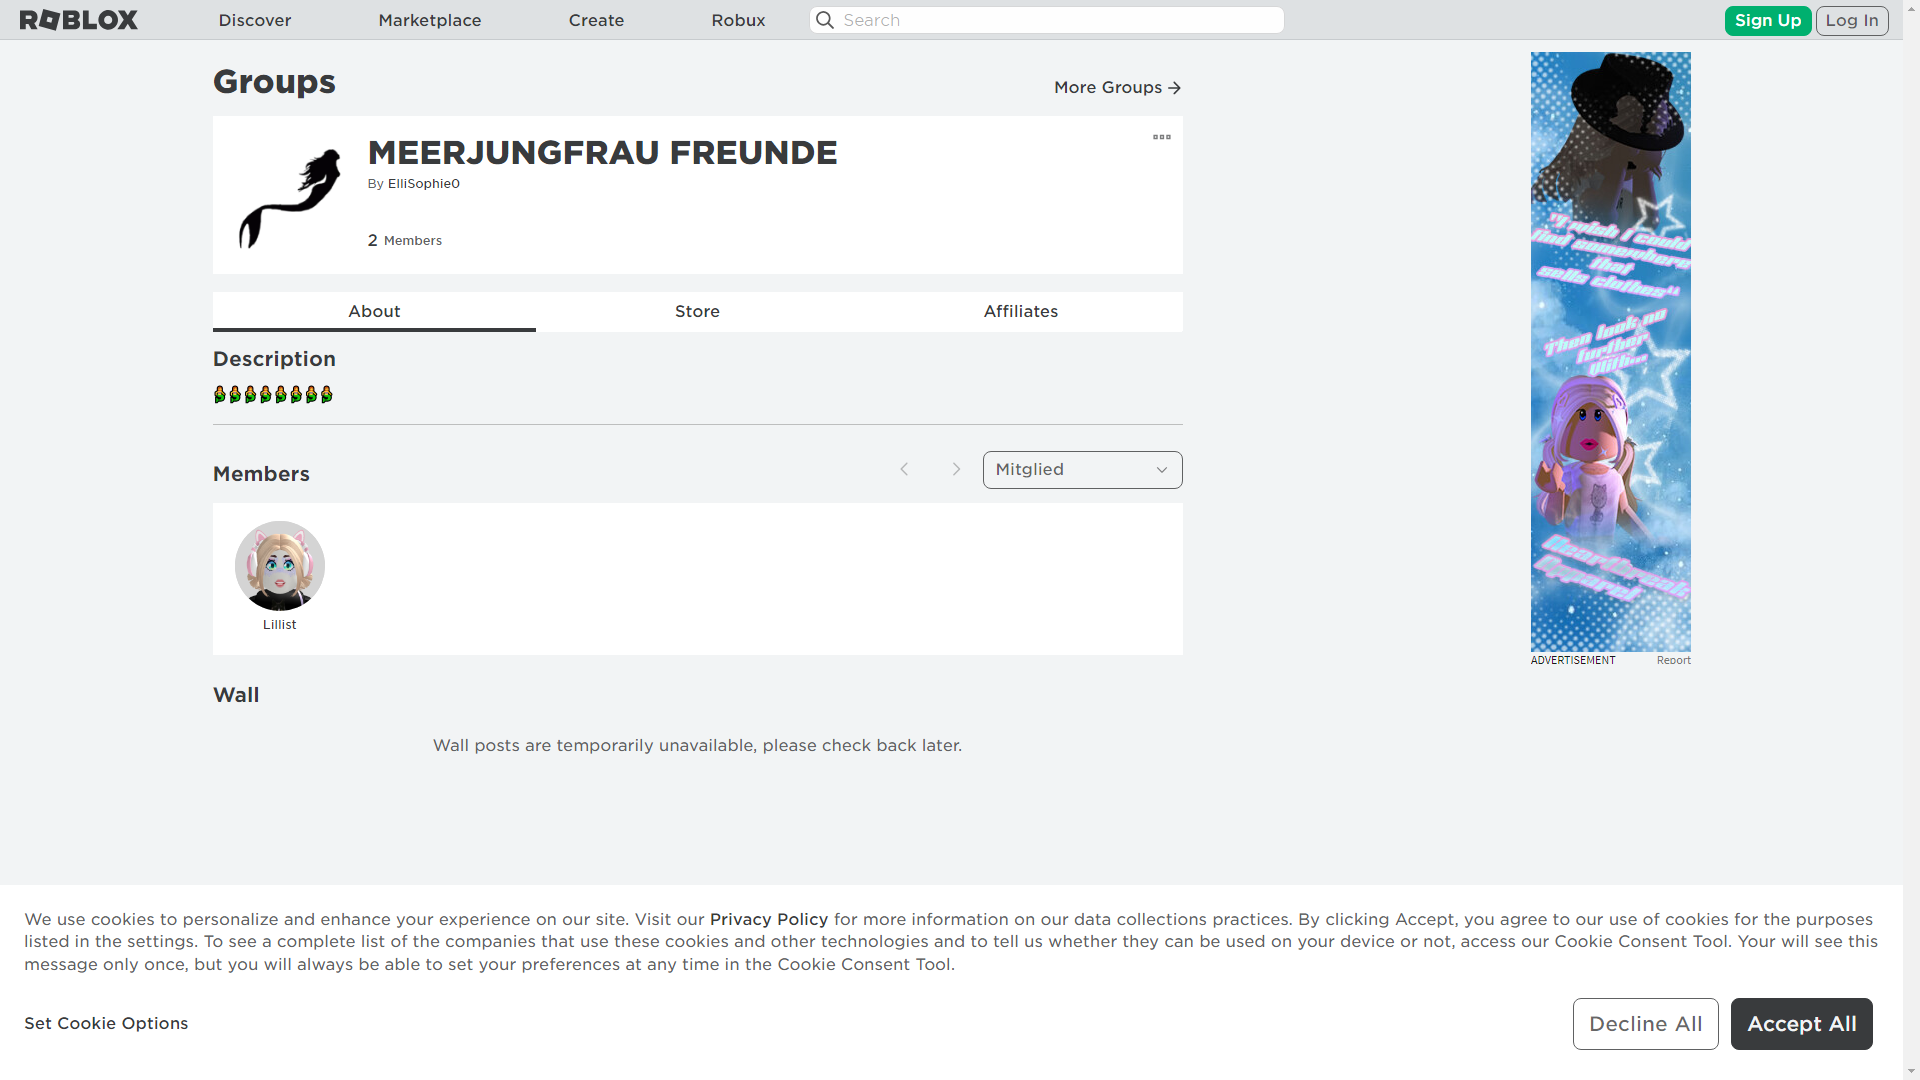 ROBLOX
Discover
Marketplace
Create
Robux
Search
Sign Up
Log In
Groups
More Groups
MEERJUNGFRAU FREUNDE
By ElliSophie0
2 Members
About
Store
Affiliates
Description
Members
Mitglied
Lillist
Wall
Wall posts are temporarily unavailable, please check back later.
"I wish I could
find somewhere
that
sells clothes"
Then look no
further
with...
ADVERTISEMENT
Report
We use cookies to personalize and enhance your experience on our site. Visit our Privacy Policy for more information on our data collections practices. By clicking Accept, you agree to our use of cookies for the purposes
listed in the settings. To see a complete list of the companies that use these cookies and other technologies and to tell us whether they can be used on your device or not, access our Cookie Consent Tool. Your will see this
message only once, but you will always be able to set your preferences at any time in the Cookie Consent Tool.
Set Cookie Options
Decline All
Accept All